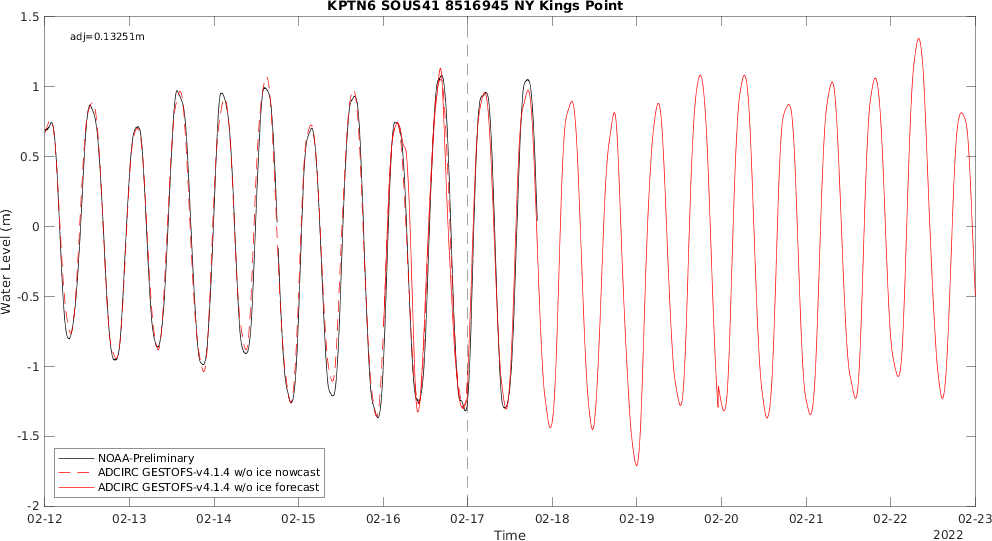 KPTN6 SOUS41 8516945 NY Kings Point
adj=0.13251m
1.5
1
0.5
0
-0.5
-1
-1.5
-2
Water Level (m)
NOAA-Preliminary
ADCIRC GESTOFS-v4.1.4 w/o ice nowcast
ADCIRC GESTOFS-v4.1.4 w/o ice forecast
02-12 02-13 02-14 02-15 02-16 02-17 02-18 02-19 02-20 02-21 02-22 02-23
Time
2022